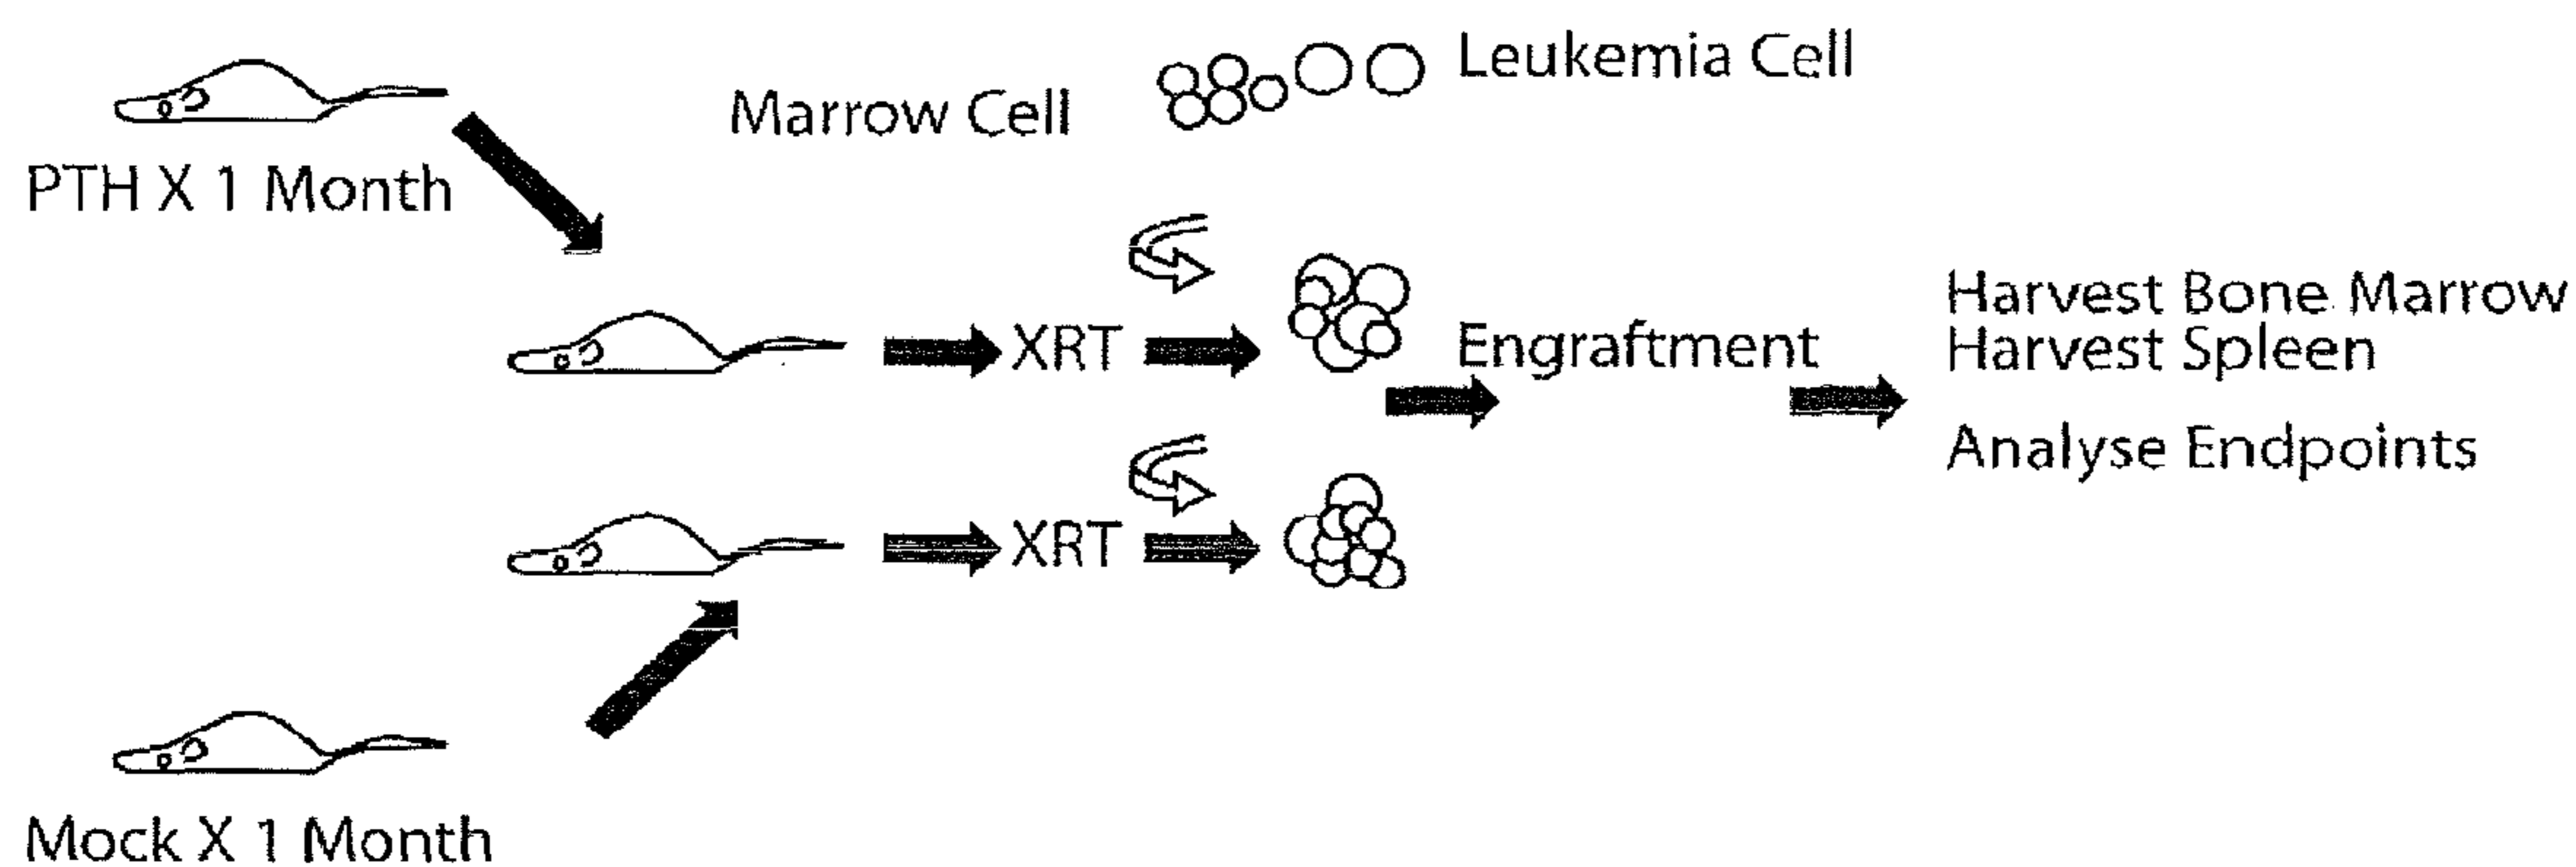 Leukemia Cell
Marrow Cell
PTH X 1 Month
XRT
Engraftment
Harvest Bone Marrow
Harvest Spleen
Analyse Endpoints
XRT
Mock X 1 Month